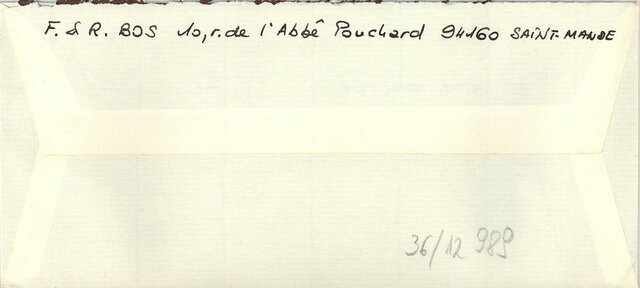 F. & R. BOS 10, r. de l'Abbé Pouchard 94160 SAINT-MANDE
36/12 989